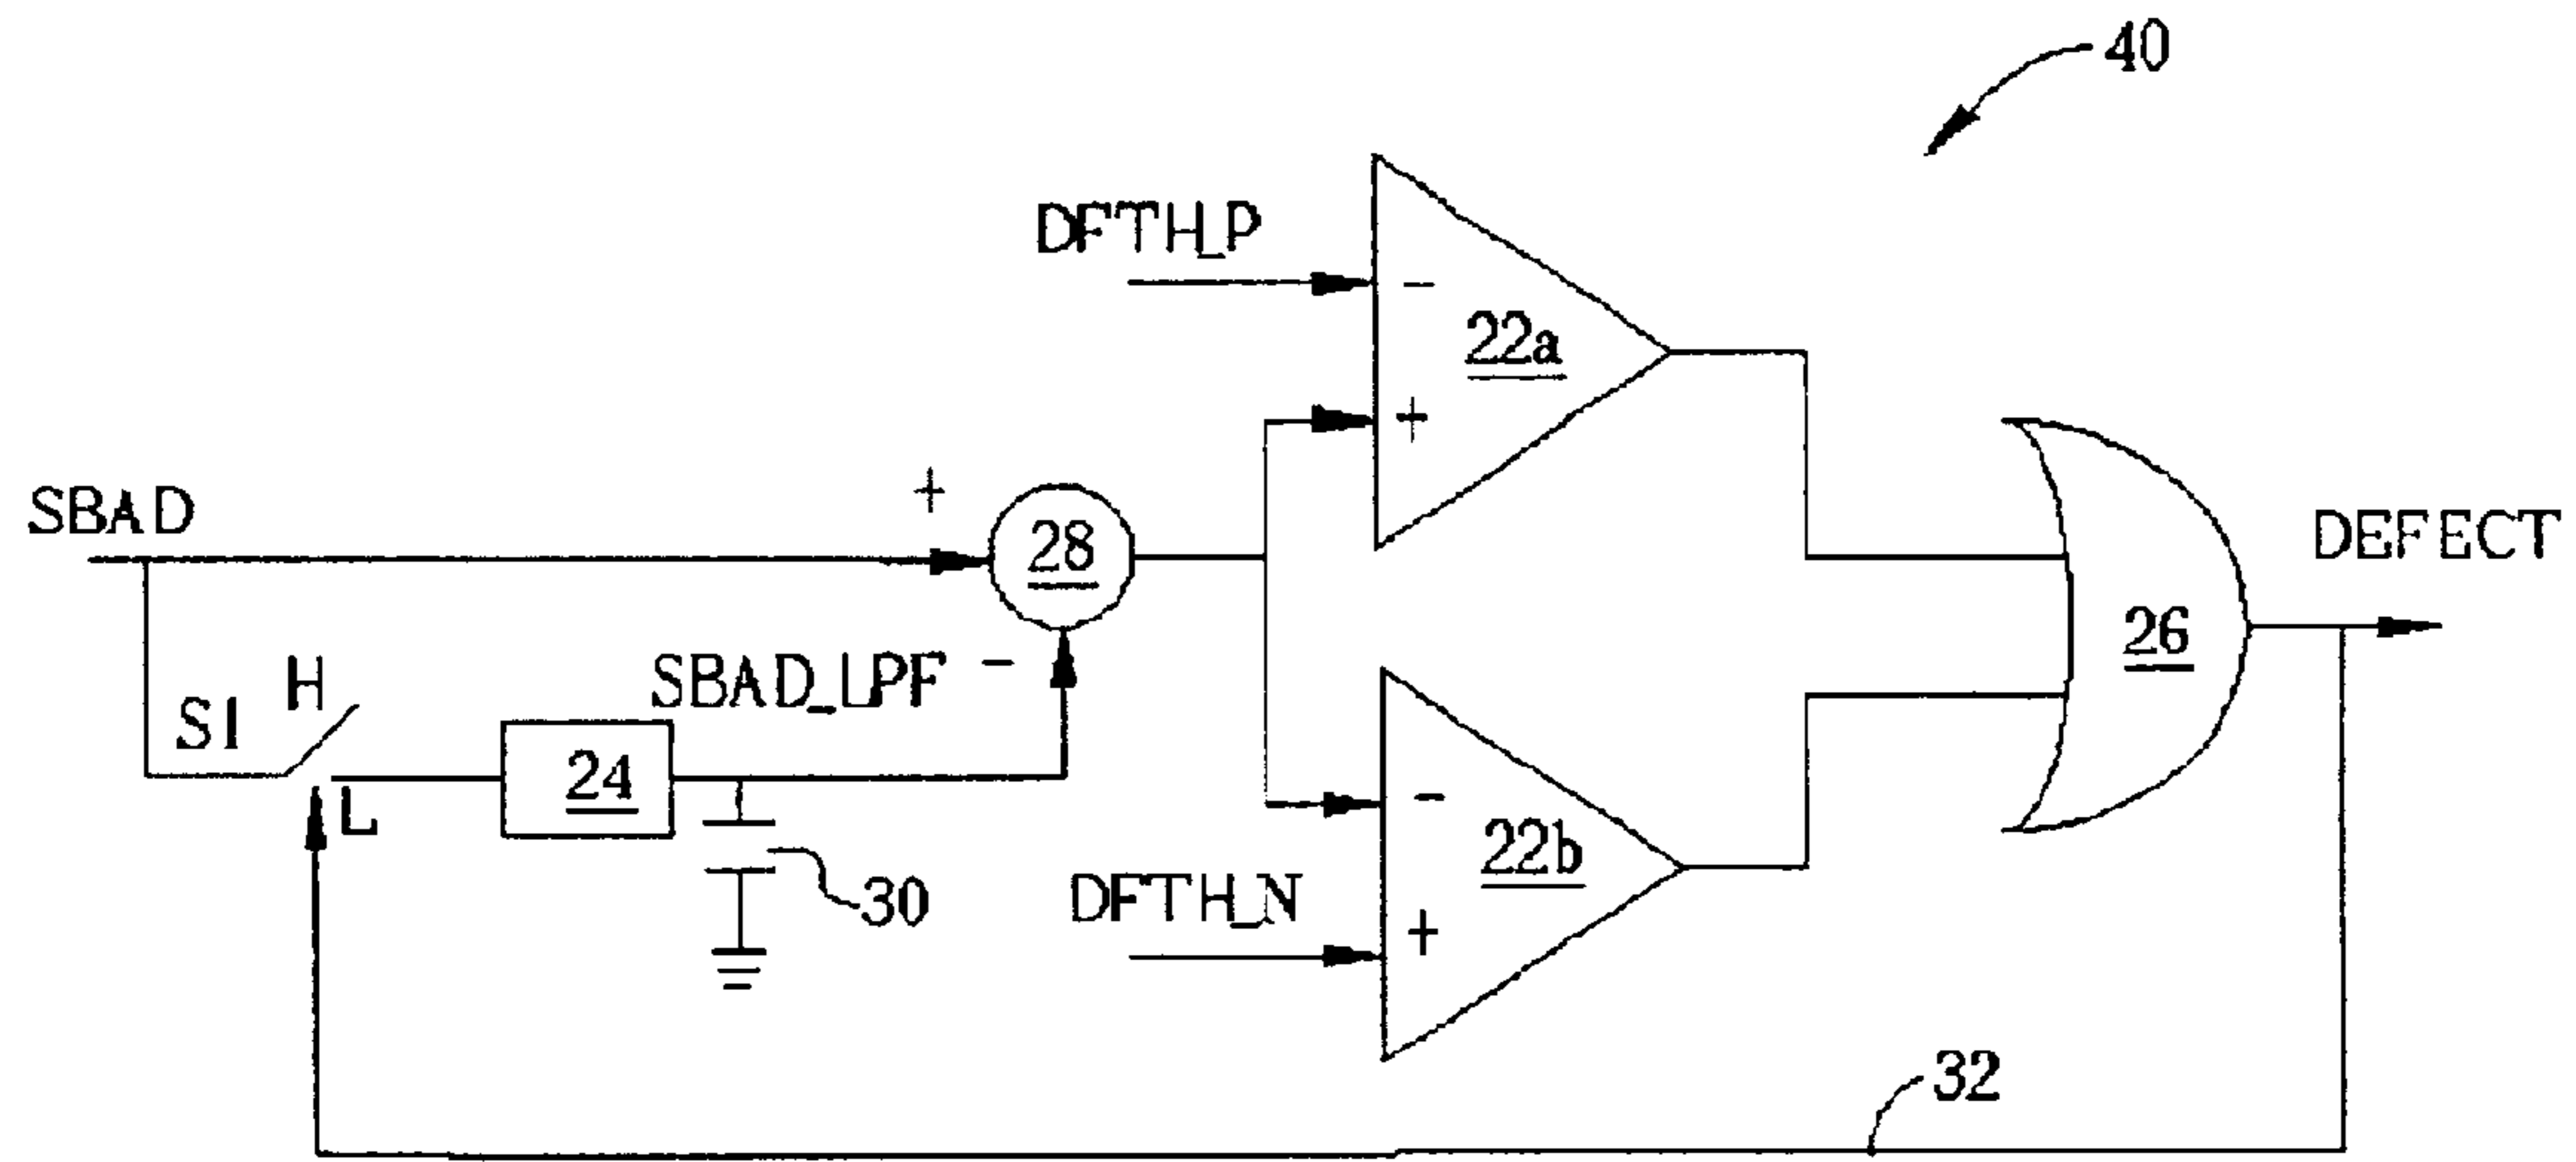 40
DFTH_P
-
22a
+
SBAD
+
28
DEFECT
26
SBAD_LPF -
H
S1
24
L
-
22b
30
DFTH_N
+
32